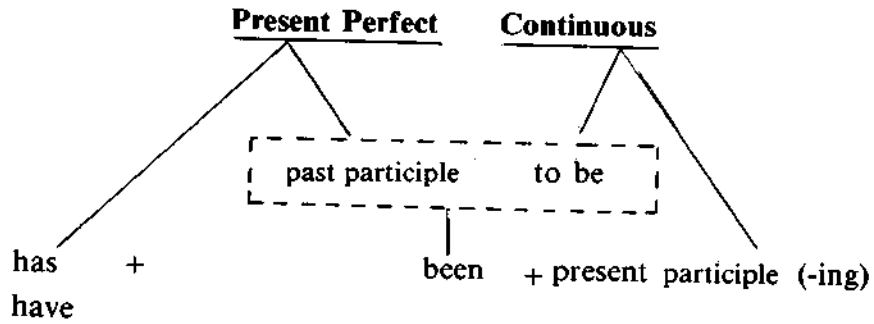 Present Perfect Continuous
past participle to be
has + been + present participle (-ing)
have